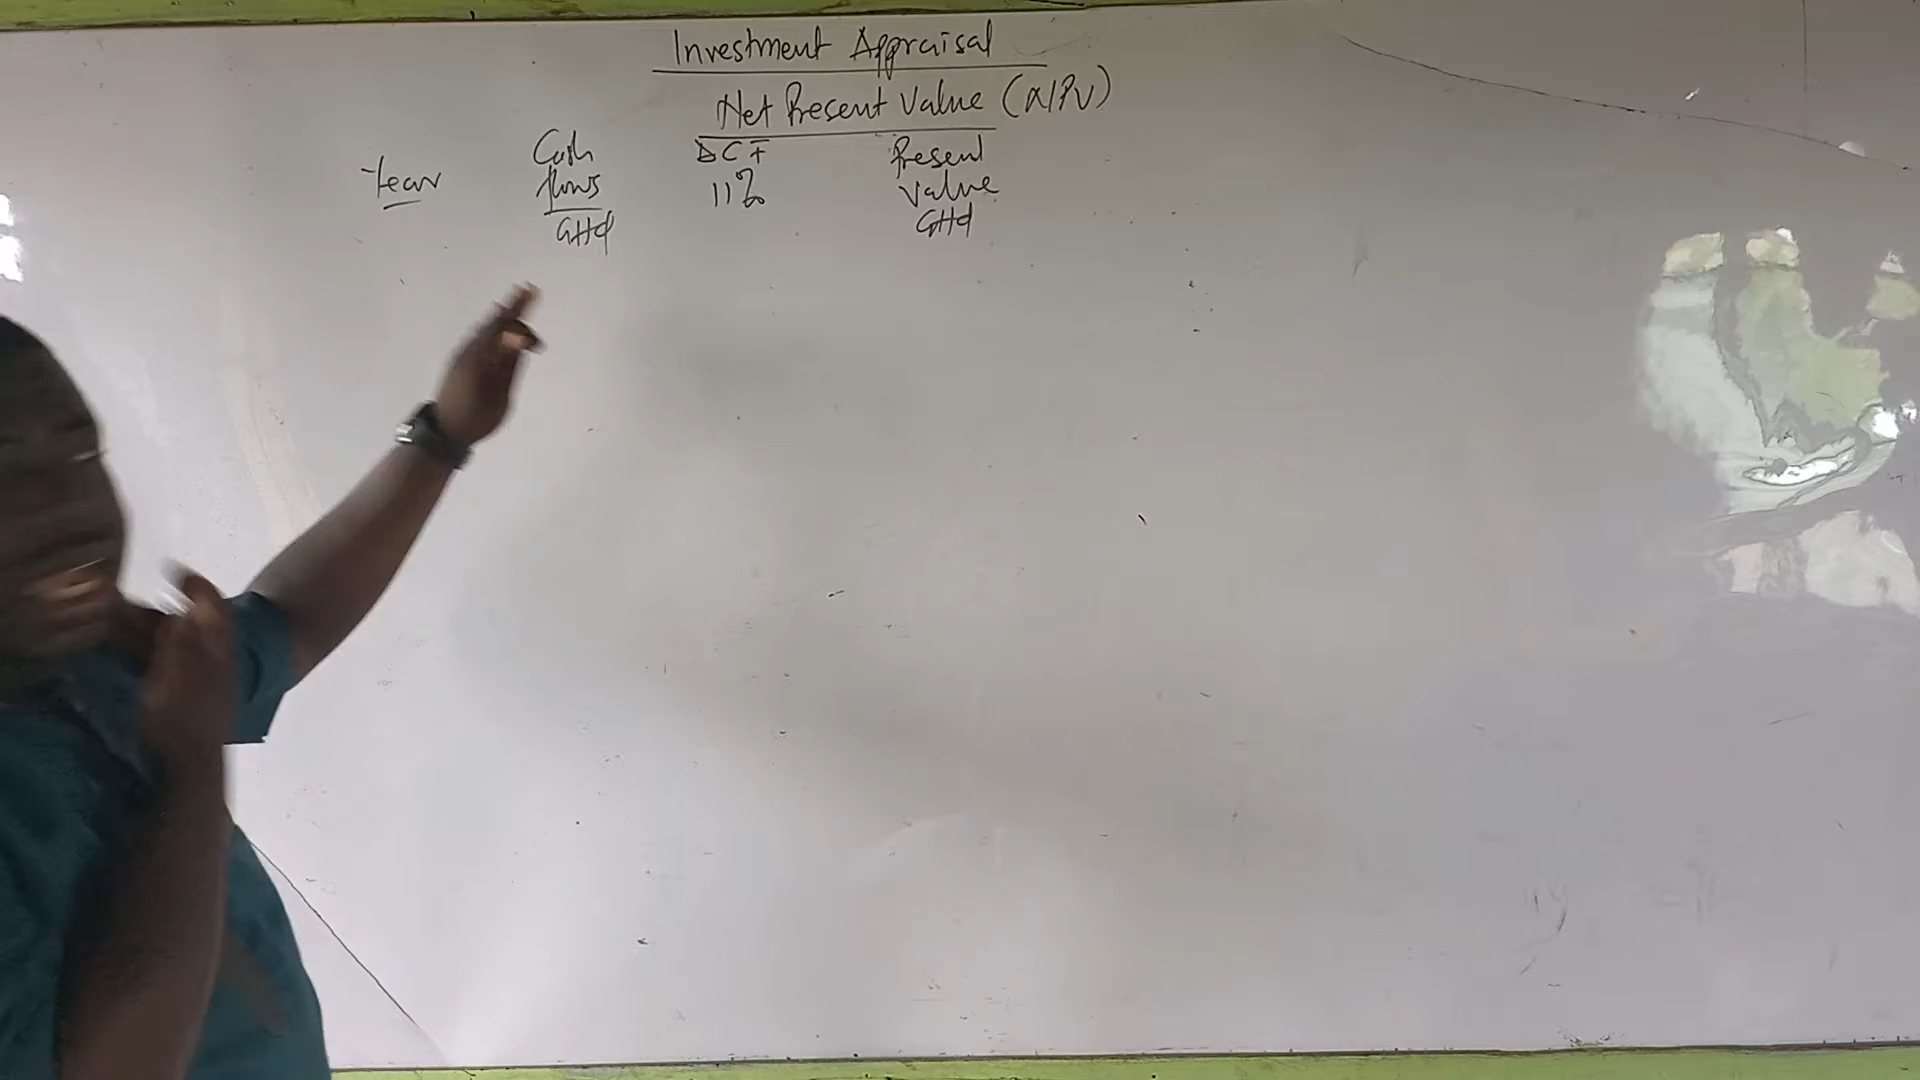 Investment Appraisal
Net Present Value (NPV)
Year Cash flows GH¢ DCF 11% Present Value GH¢